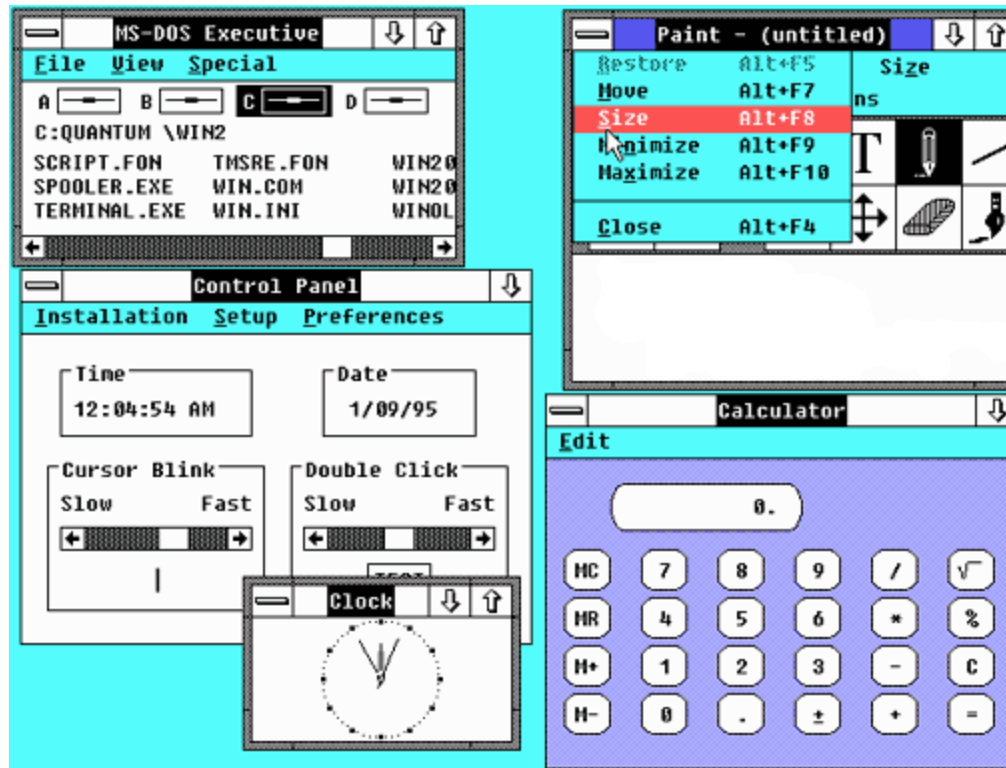 MS-DOS Executive
File View Special
A B C D
C:QUANTUM \WIN2
SCRIPT.FON TMSRE.FON WIN20
SPOOLER.EXE WIN.COM WIN20
TERMINAL.EXE WIN.INI WINOL
Paint - (untitled)
Restore Alt+F5
Move Alt+F7
Size Alt+F8
Minimize Alt+F9
Maximize Alt+F10
Close Alt+F4
Size
ns
T
Control Panel
Installation Setup Preferences
Time
12:04:54 AM
Date
1/09/95
Cursor Blink
Slow Fast
Double Click
Slow Fast
TEST
Clock
Calculator
Edit
0.
MC 7 8 9 / √
MR 4 5 6 * %
M+ 1 2 3 - C
M- 0 . ± + =